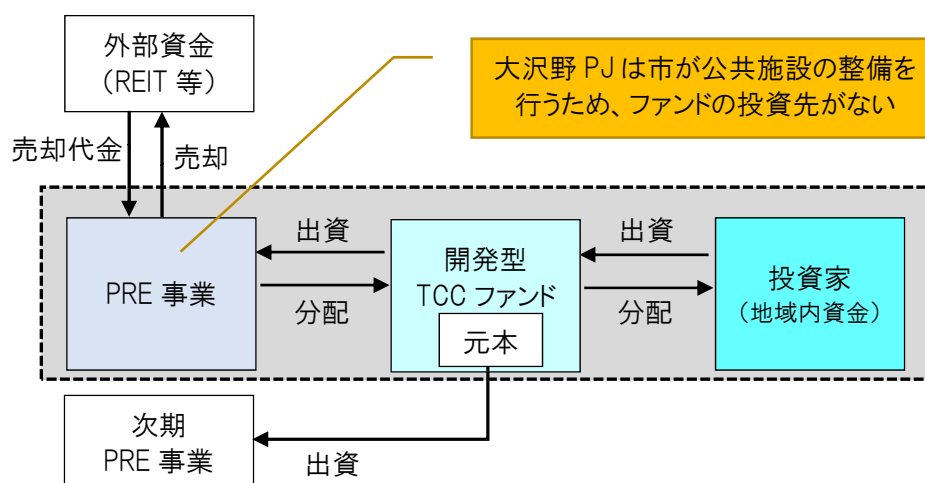 外部資金
（REIT 等）
大沢野 PJ は市が公共施設の整備を
行うため、ファンドの投資先がない
売却代金
売却
出資
出資
PRE 事業
開発型
TCC ファンド
投資家
（地域内資金）
分配
分配
元本
次期
PRE 事業
出資